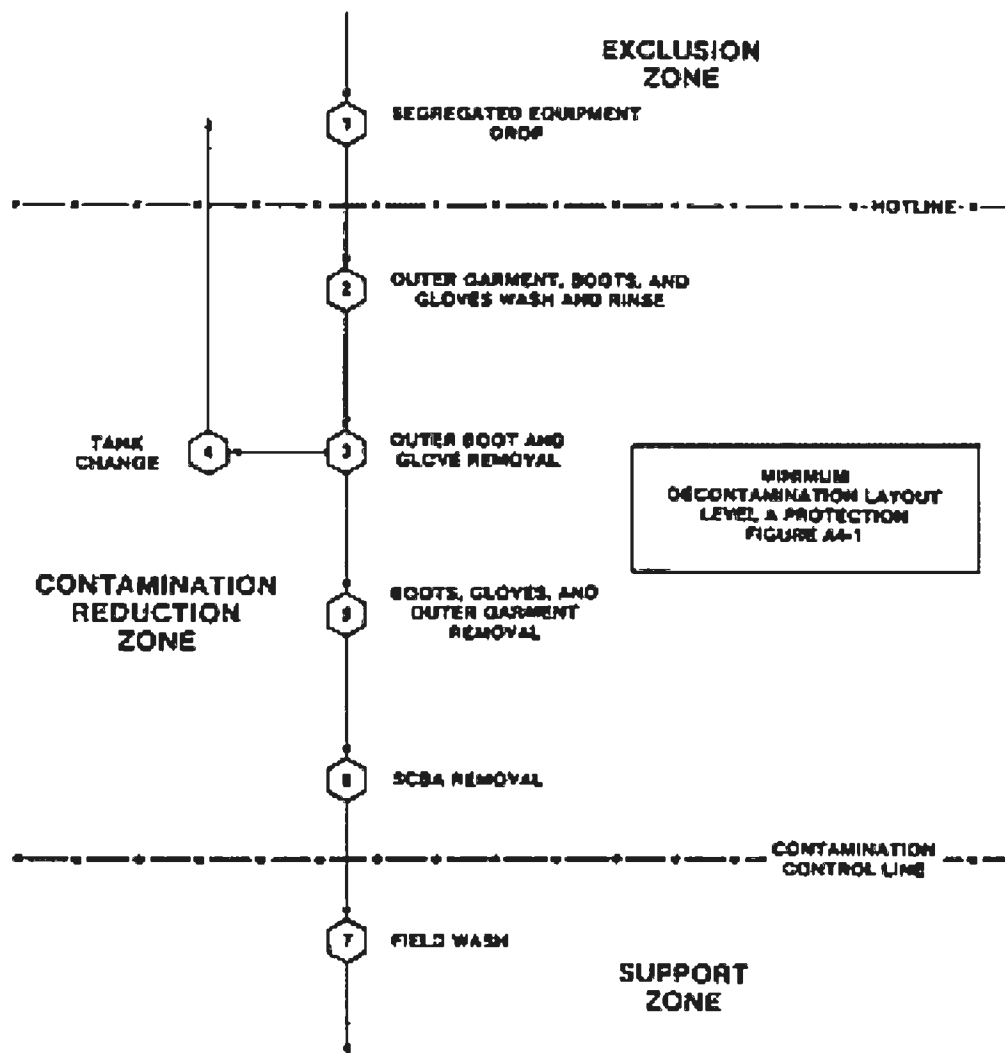 EXCLUSION
ZONE
1
SEGREGATED EQUIPMENT
DROP
HOTLINE
2
OUTER GARMENT, BOOTS, AND
GLOVES WASH AND RINSE
TANK
CHANGE
4
3
OUTER BOOT AND
GLOVE REMOVAL
MINIMUM
DECONTAMINATION LAYOUT
LEVEL A PROTECTION
FIGURE A4-1
CONTAMINATION
REDUCTION
ZONE
5
BOOTS, GLOVES, AND
OUTER GARMENT
REMOVAL
6
SCBA REMOVAL
CONTAMINATION
CONTROL LINE
7
FIELD WASH
SUPPORT
ZONE